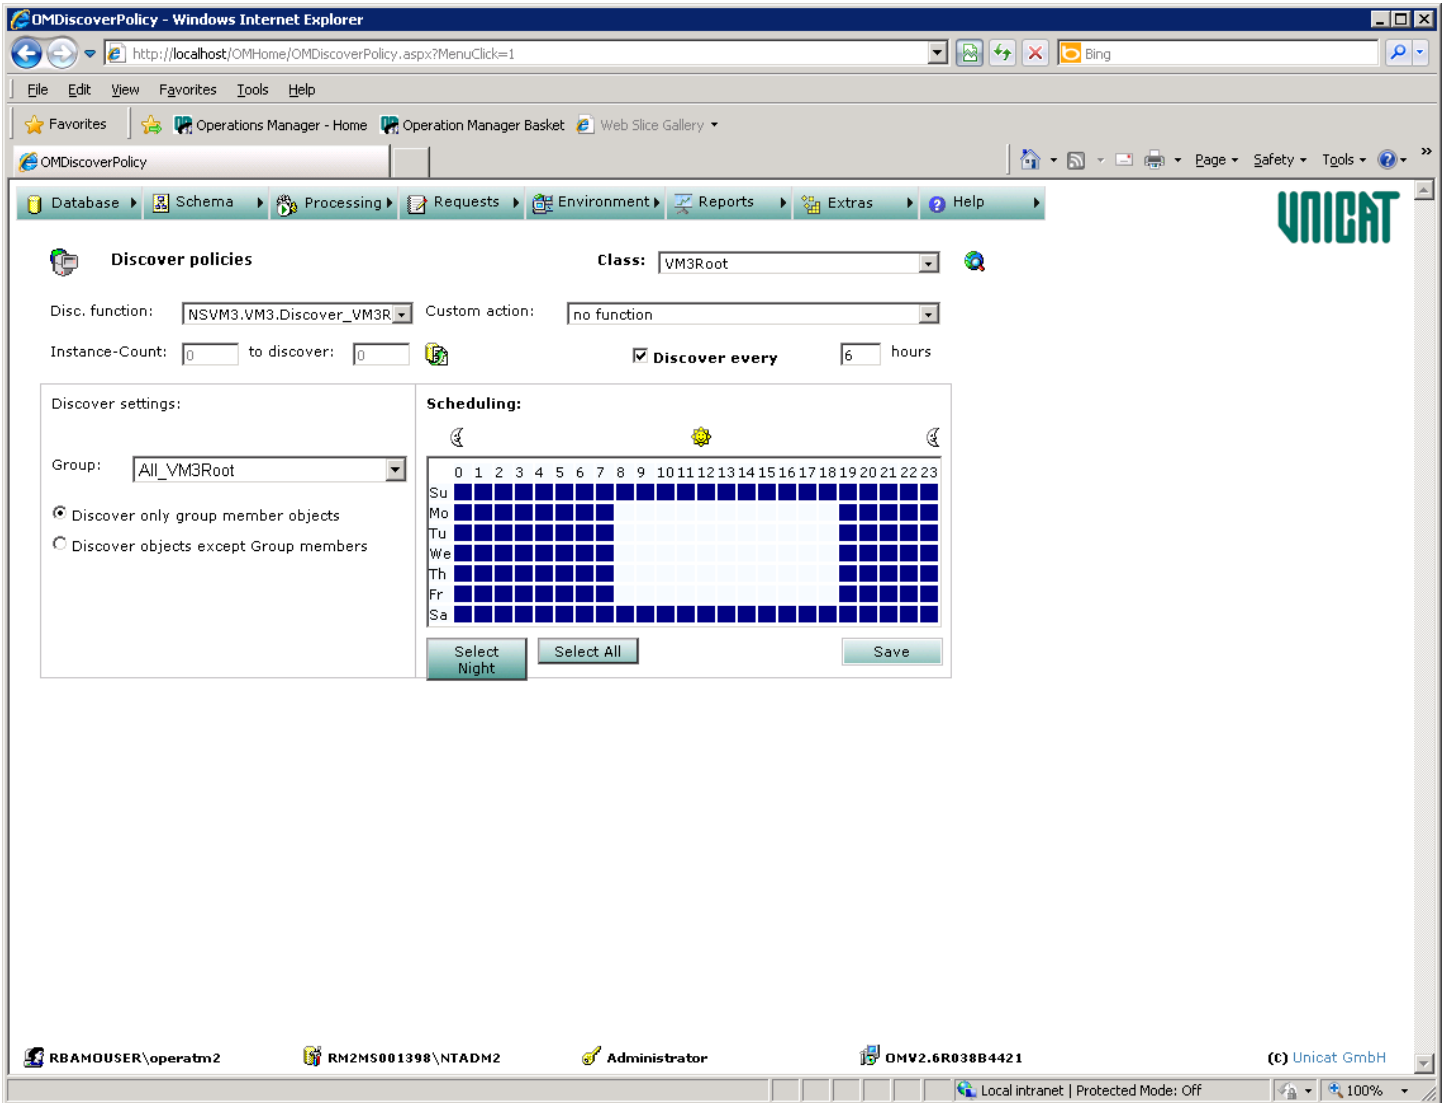 OMDiscoverPolicy - Windows Internet Explorer
http://localhost/OMHome/OMDiscoverPolicy.aspx?MenuClick=1
Bing
File Edit View Favorites Tools Help
Favorites Operations Manager - Home Operation Manager Basket Web Slice Gallery
OMDiscoverPolicy
Page Safety Tools »
Database Schema Processing Requests Environment Reports Extras Help
UNICAT
Discover policies Class: VM3Root
Disc. function: NSVM3.VM3.Discover_VM3R Custom action: no function
Instance-Count: 0 to discover: 0 Discover every 6 hours
Discover settings: Scheduling:
Group: All_VM3Root
0 1 2 3 4 5 6 7 8 9 10 11 12 13 14 15 16 17 18 19 20 21 22 23
Su
Mo
Discover only group member objects
Tu
Discover objects except Group members
We
Th
Fr
Sa
Select Night
Select All
Save
RBAMOUSER\operatm2 RM2MS001398\NTADM2 Administrator OMV2.6R038B4421 (C) Unicat GmbH
Local intranet | Protected Mode: Off 100%